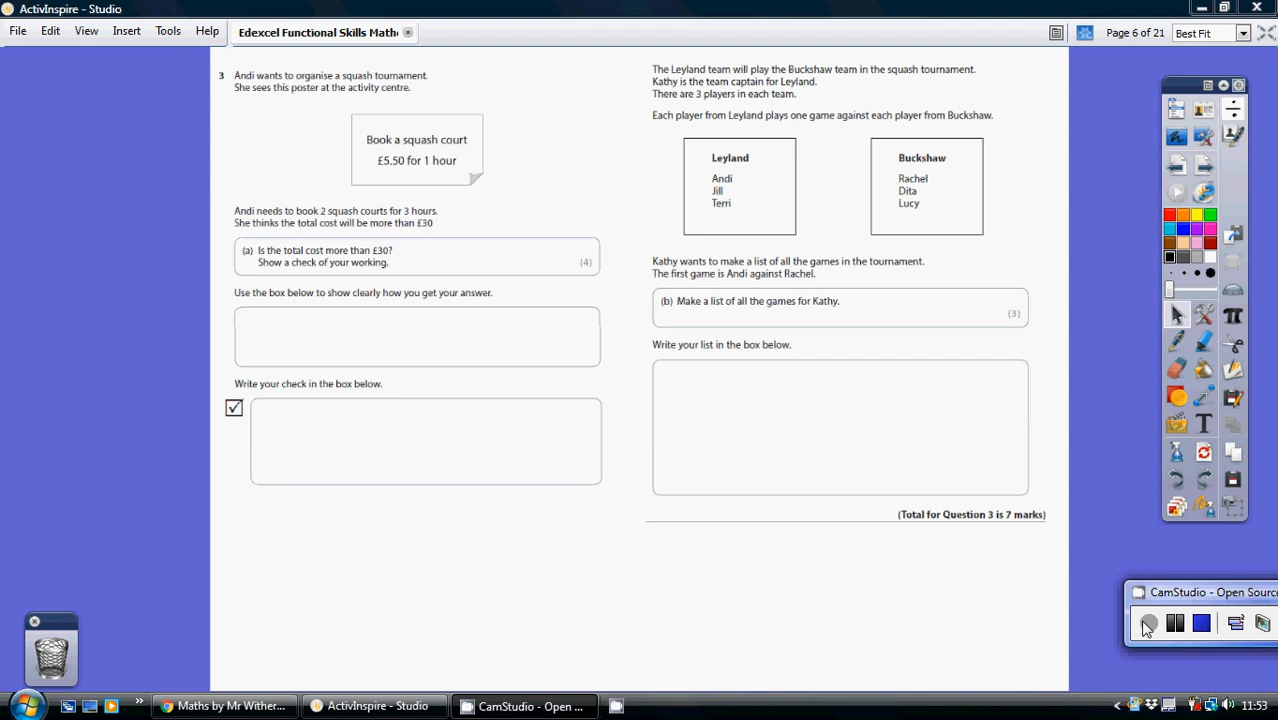 ActivInspire - Studio
File Edit View Insert Tools Help
Edexcel Functional Skills Mathe
Page 6 of 21
Best Fit
3 Andi wants to organise a squash tournament.
She sees this poster at the activity centre.
Book a squash court
£5.50 for 1 hour
Andi needs to book 2 squash courts for 3 hours.
She thinks the total cost will be more than £30
(a) Is the total cost more than £30?
Show a check of your working.
(4)
Use the box below to show clearly how you get your answer.
Write your check in the box below.
The Leyland team will play the Buckshaw team in the squash tournament.
Kathy is the team captain for Leyland.
There are 3 players in each team.
Each player from Leyland plays one game against each player from Buckshaw.
Leyland
Andi
Jill
Terri
Buckshaw
Rachel
Dita
Lucy
Kathy wants to make a list of all the games in the tournament.
The first game is Andi against Rachel.
(b) Make a list of all the games for Kathy.
(3)
Write your list in the box below.
(Total for Question 3 is 7 marks)
CamStudio - Open Source
Maths by Mr Wither...
ActivInspire - Studio
CamStudio - Open ...
11:53